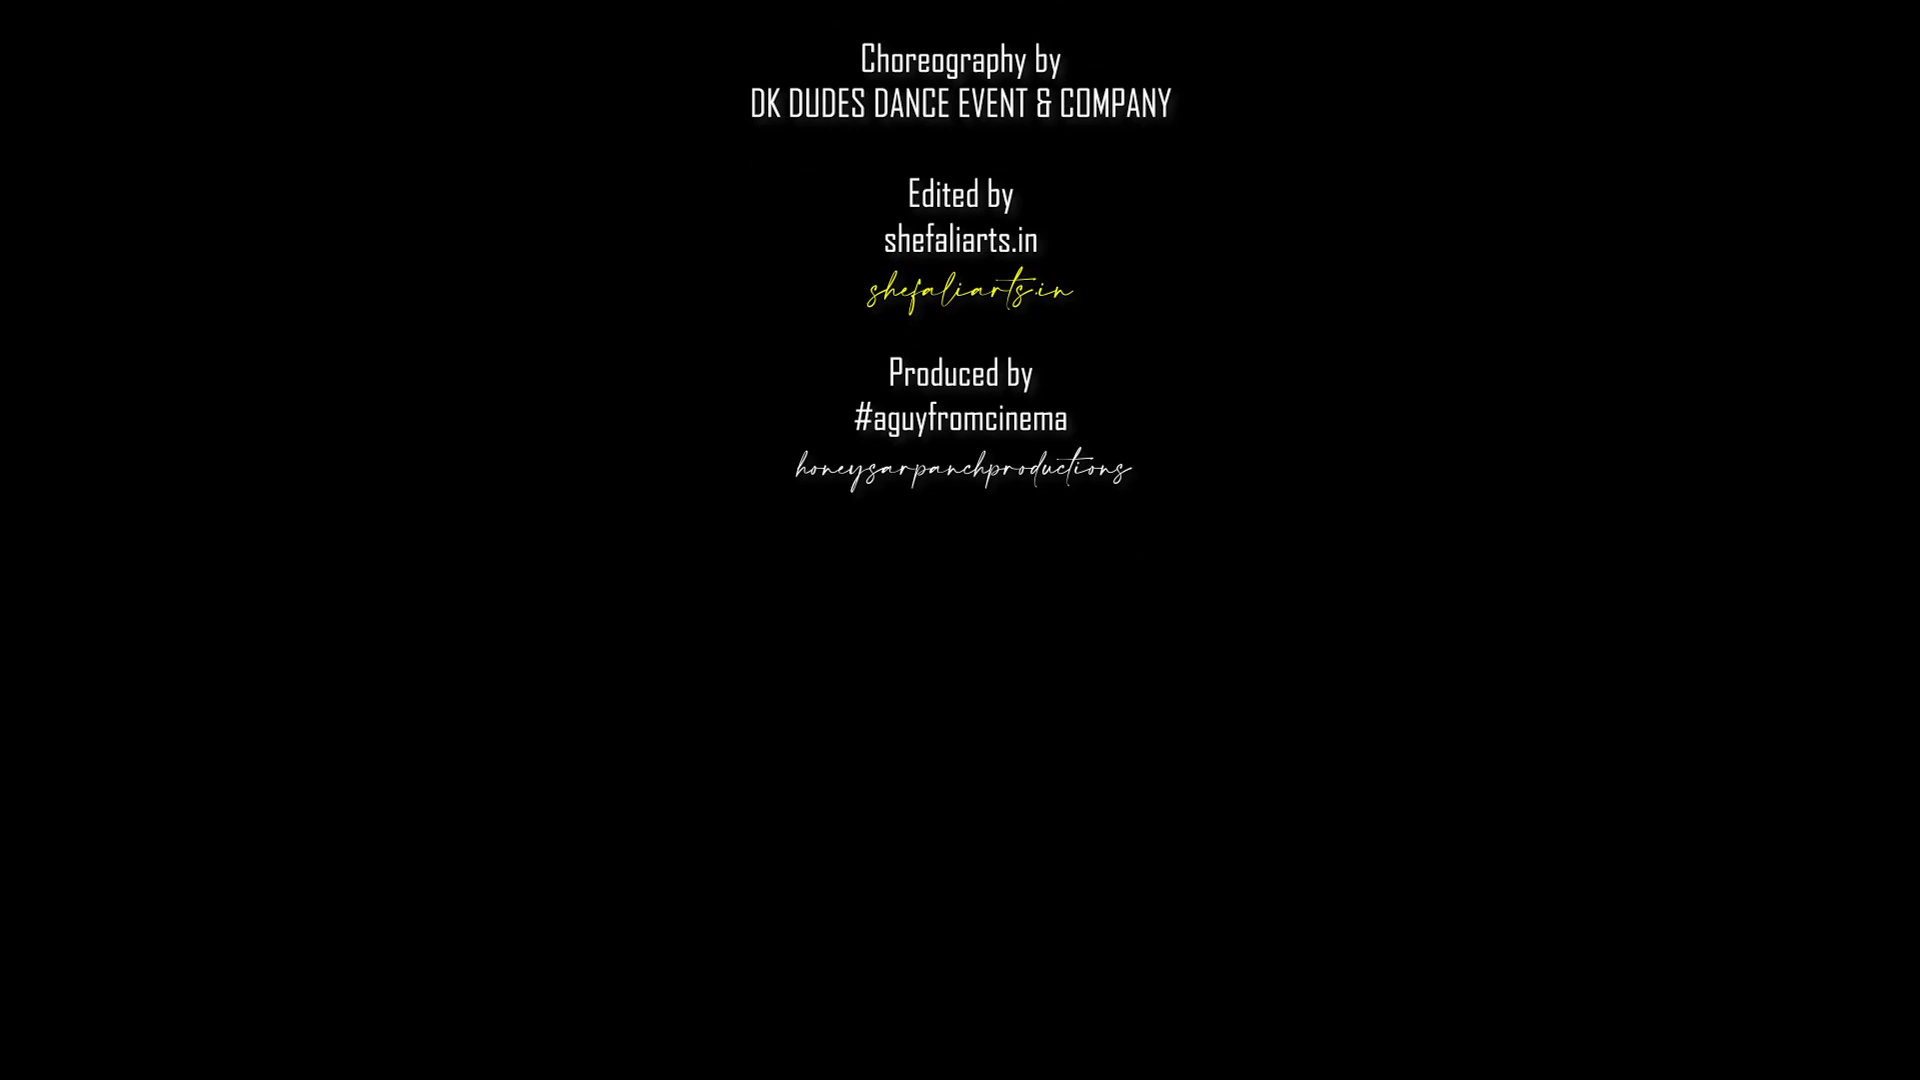 Choreography by
DK DUDES DANCE EVENT & COMPANY
Edited by
shefaliarts.in
shefaliarts.in
Produced by
#aguyfromcinema
honeysarpanchproductions